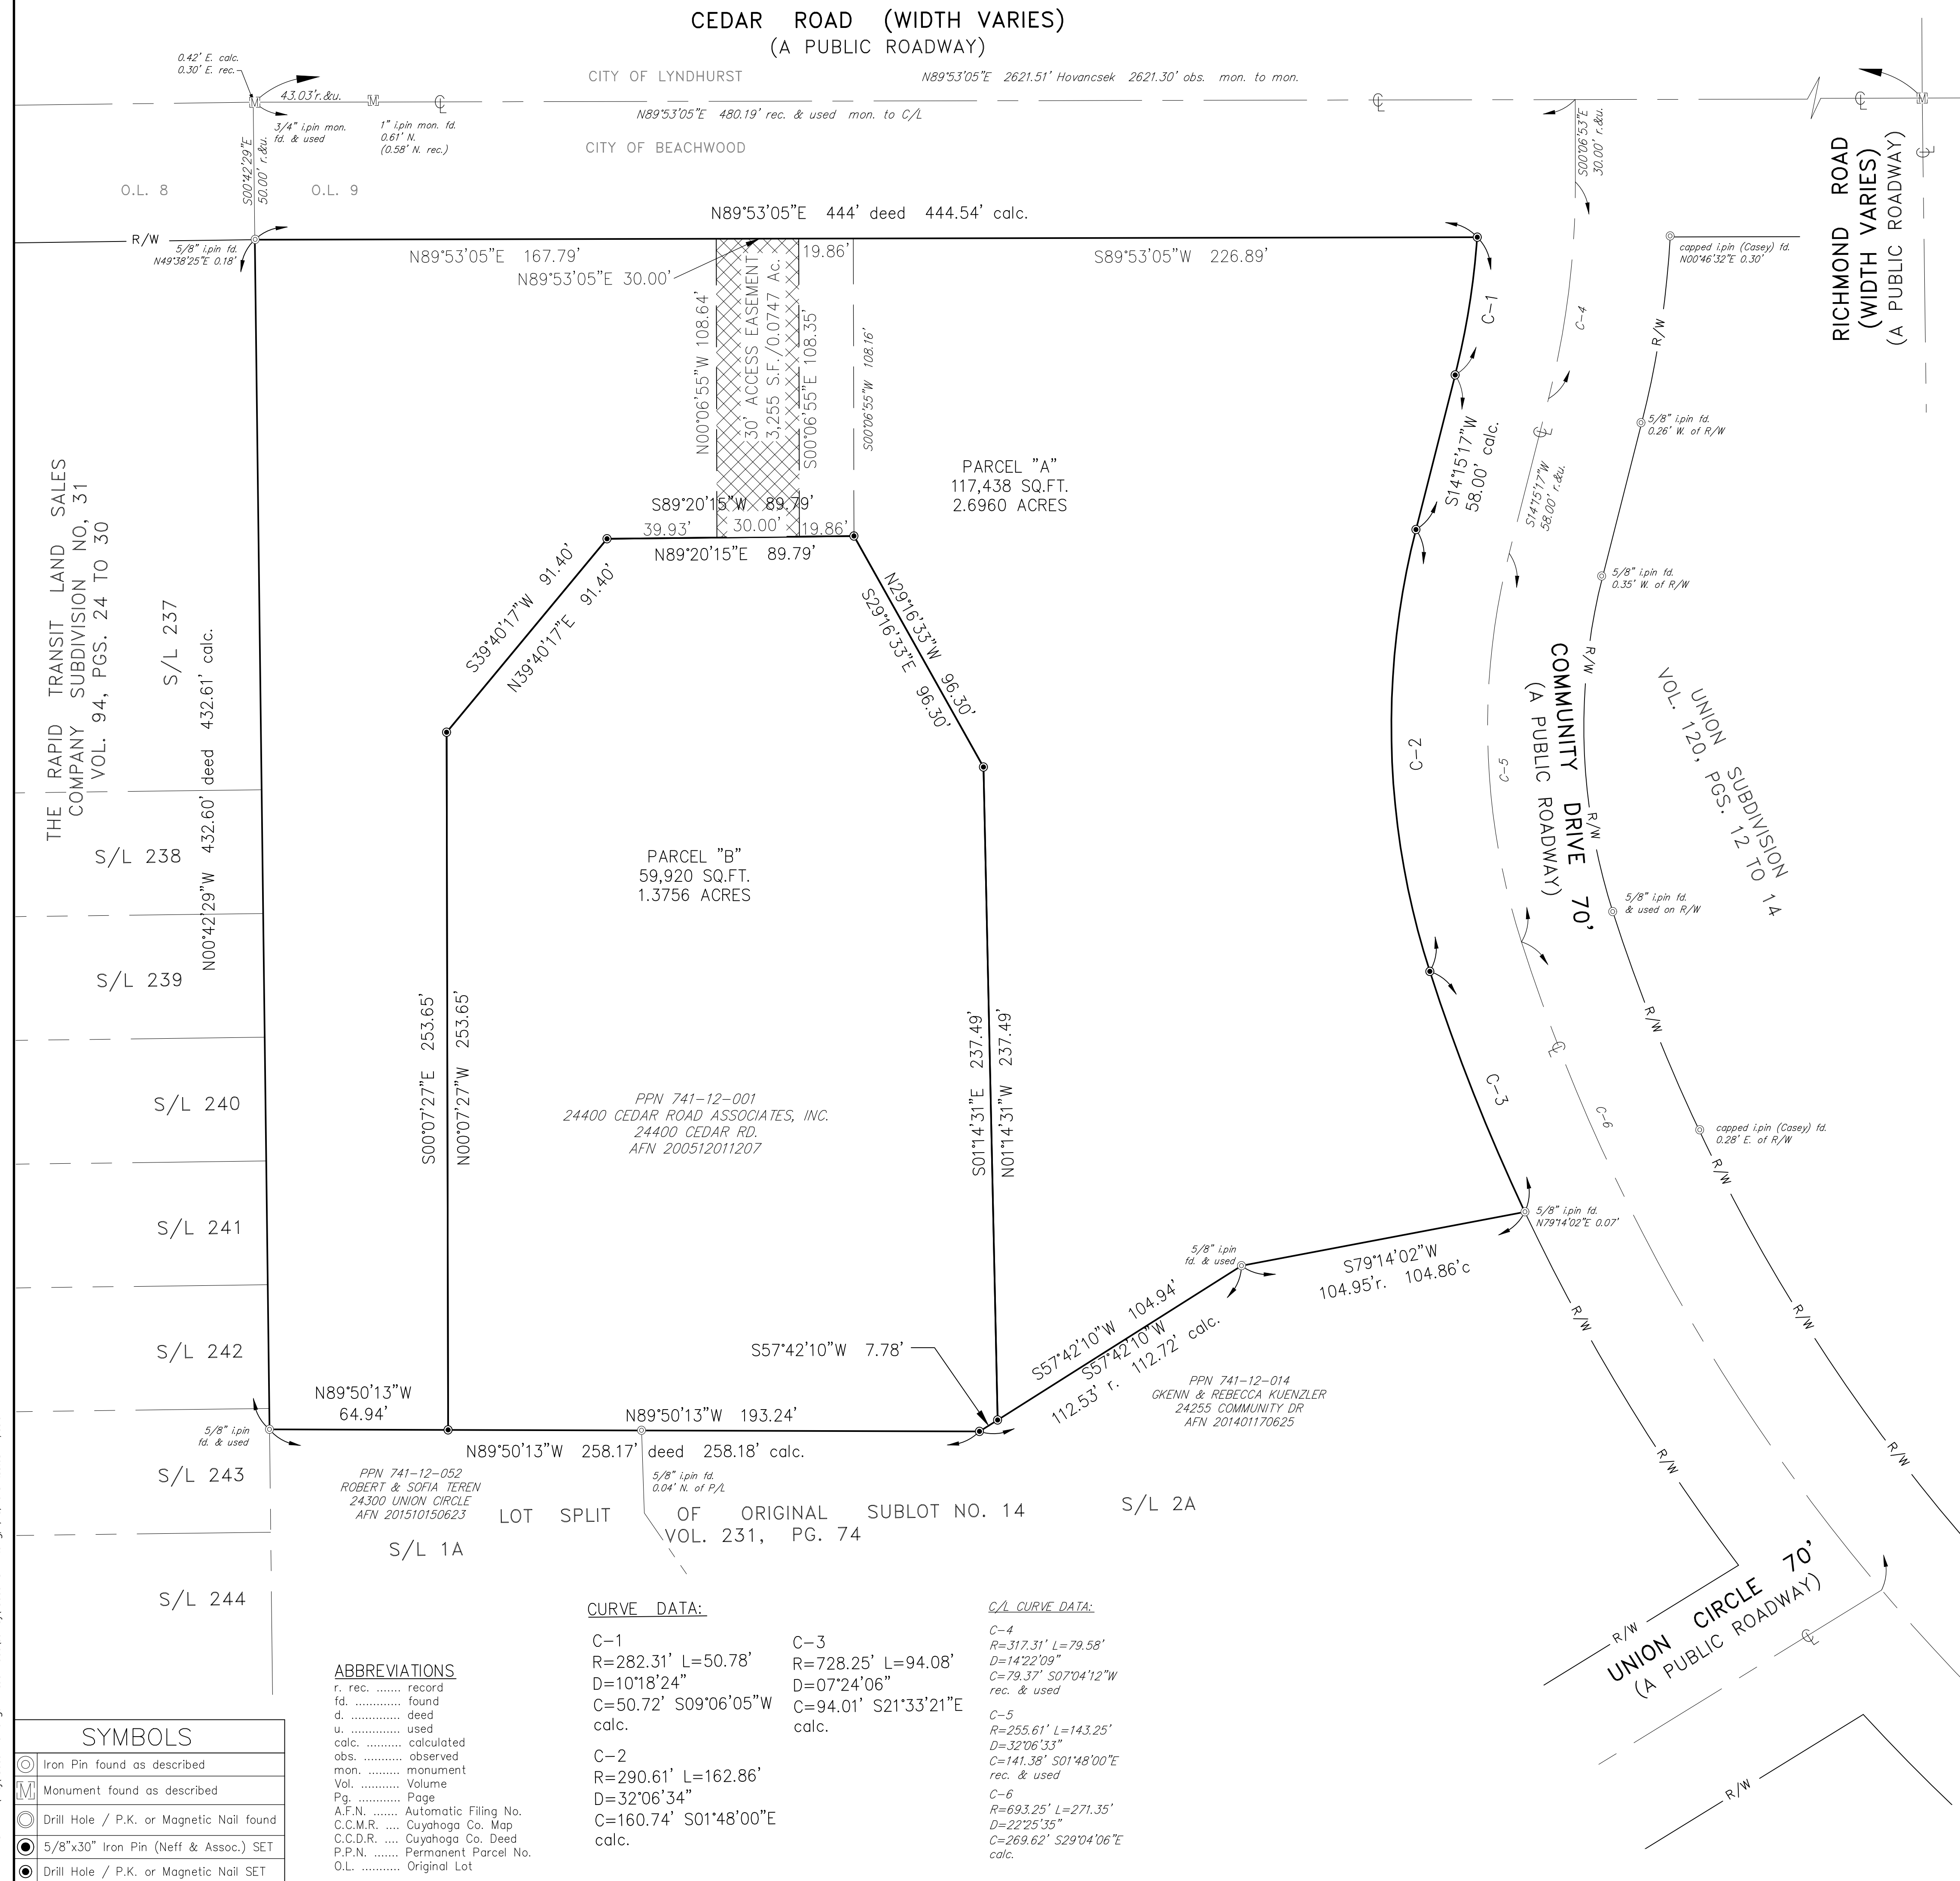 CEDAR ROAD (WIDTH VARIES)
(A PUBLIC ROADWAY)
0.42' E. calc.
0.30' E. rec.
CITY OF LYNDHURST
N89°53'05"E 2621.51' Hovancsek 2621.30' obs. mon. to mon.
43.03'r.&u.
M
M
M
N89°53'05"E 480.19' rec. & used mon. to C/L
3/4" i.pin mon.
fd. & used
1" i.pin mon. fd.
0.61' N.
(0.58' N. rec.)
CITY OF BEACHWOOD
S00°42'29"E
50.00' r.&u.
S00°06'53"E
30.00' r.&u.
RICHMOND ROAD
(WIDTH VARIES)
(A PUBLIC ROADWAY)
O.L. 8
O.L. 9
N89°53'05"E 444' deed 444.54' calc.
R/W
5/8" i.pin fd.
N49°38'25"E 0.18'
N89°53'05"E 167.79'
N89°53'05"E 30.00'
19.86'
S89°53'05"W 226.89'
capped i.pin (Casey) fd.
N00°46'32"E 0.30'
N00°06'55"W 108.64'
30' ACCESS EASEMENT
3,255 S.F./0.0747 Ac.
S00°06'55"E 108.35'
S00°06'55"W 108.16'
C-1
C-4
R/W
S14°15'17"W
58.00' calc.
S14°15'17"W
58.00' r.&u.
5/8" i.pin fd.
0.26' W. of R/W
PARCEL "A"
117,438 SQ.FT.
2.6960 ACRES
S89°20'15"W 89.79'
39.93'
30.00'
19.86'
N89°20'15"E 89.79'
S39°40'17"W 91.40'
N39°40'17"E 91.40'
N29°16'33"W 96.30'
S29°16'33"E 96.30'
5/8" i.pin fd.
0.35' W. of R/W
THE RAPID TRANSIT LAND SALES
COMPANY SUBDIVISION NO, 31
VOL. 94, PGS. 24 TO 30
S/L 237
N00°42'29"W 432.60' deed 432.61' calc.
R/W
COMMUNITY DRIVE 70'
(A PUBLIC ROADWAY)
UNION SUBDIVISION
VOL. 120, PGS. 12 TO 14
C-2
C-5
R/W
S/L 238
PARCEL "B"
59,920 SQ.FT.
1.3756 ACRES
5/8" i.pin fd.
& used on R/W
S/L 239
S00°07'27"E 253.65'
N00°07'27"W 253.65'
S01°14'31"E 237.49'
N01°14'31"W 237.49'
R/W
C-3
C-6
S/L 240
PPN 741-12-001
24400 CEDAR ROAD ASSOCIATES, INC.
24400 CEDAR RD.
AFN 200512011207
capped i.pin (Casey) fd.
0.28' E. of R/W
R/W
S/L 241
5/8" i.pin fd.
N79°14'02"E 0.07'
5/8" i.pin
fd. & used
S79°14'02"W
104.95'r. 104.86'c
R/W
R/W
S/L 242
S57°42'10"W 7.78'
S57°42'10"W 104.94'
S57°42'10"W
112.53' r. 112.72' calc.
PPN 741-12-014
GKENN & REBECCA KUENZLER
24255 COMMUNITY DR
AFN 201401170625
N89°50'13"W
64.94'
N89°50'13"W 193.24'
5/8" i.pin
fd. & used
N89°50'13"W 258.17' deed 258.18' calc.
R/W
R/W
S/L 243
PPN 741-12-052
ROBERT & SOFIA TEREN
24300 UNION CIRCLE
AFN 201510150623
5/8" i.pin fd.
0.04' N. of P/L
LOT SPLIT OF ORIGINAL SUBLOT NO. 14
VOL. 231, PG. 74
S/L 2A
S/L 1A
S/L 244
UNION CIRCLE 70'
(A PUBLIC ROADWAY)
R/W
R/W
CURVE DATA:
C-1
R=282.31' L=50.78'
D=10°18'24"
C=50.72' S09°06'05"W
calc.
C-2
R=290.61' L=162.86'
D=32°06'34"
C=160.74' S01°48'00"E
calc.
C-3
R=728.25' L=94.08'
D=07°24'06"
C=94.01' S21°33'21"E
calc.
C/L CURVE DATA:
C-4
R=317.31' L=79.58'
D=14°22'09"
C=79.37' S07°04'12"W
rec. & used
C-5
R=255.61' L=143.25'
D=32°06'33"
C=141.38' S01°48'00"E
rec. & used
C-6
R=693.25' L=271.35'
D=22°25'35"
C=269.62' S29°04'06"E
calc.
ABBREVIATIONS
r. rec. ....... record
fd. ............ found
d. .............. deed
u. .............. used
calc. .......... calculated
obs. ........... observed
mon. ......... monument
Vol. ........... Volume
Pg. ............ Page
A.F.N. ....... Automatic Filing No.
C.C.M.R. .... Cuyahoga Co. Map
C.C.D.R. .... Cuyahoga Co. Deed
P.P.N. ....... Permanent Parcel No.
O.L. ........... Original Lot
SYMBOLS
Iron Pin found as described
M Monument found as described
Drill Hole / P.K. or Magnetic Nail found
5/8"x30" Iron Pin (Neff & Assoc.) SET
Drill Hole / P.K. or Magnetic Nail SET